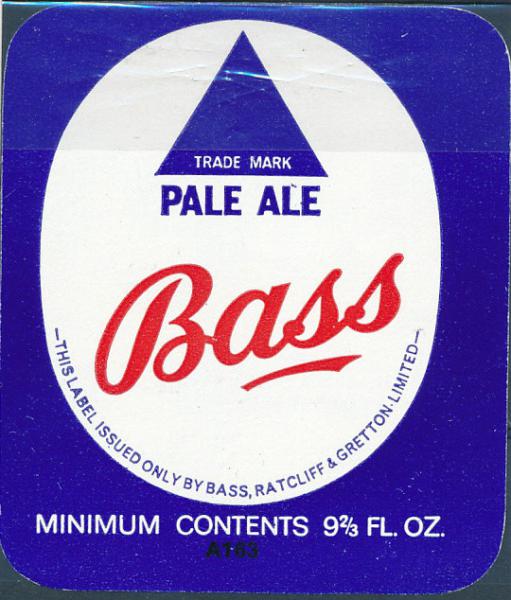 TRADE MARK
PALE ALE
Bass
—THIS LABEL ISSUED ONLY BY BASS, RATCLIFF & GRETTON·LIMITED—
MINIMUM CONTENTS 9⅔ FL. OZ.
A163